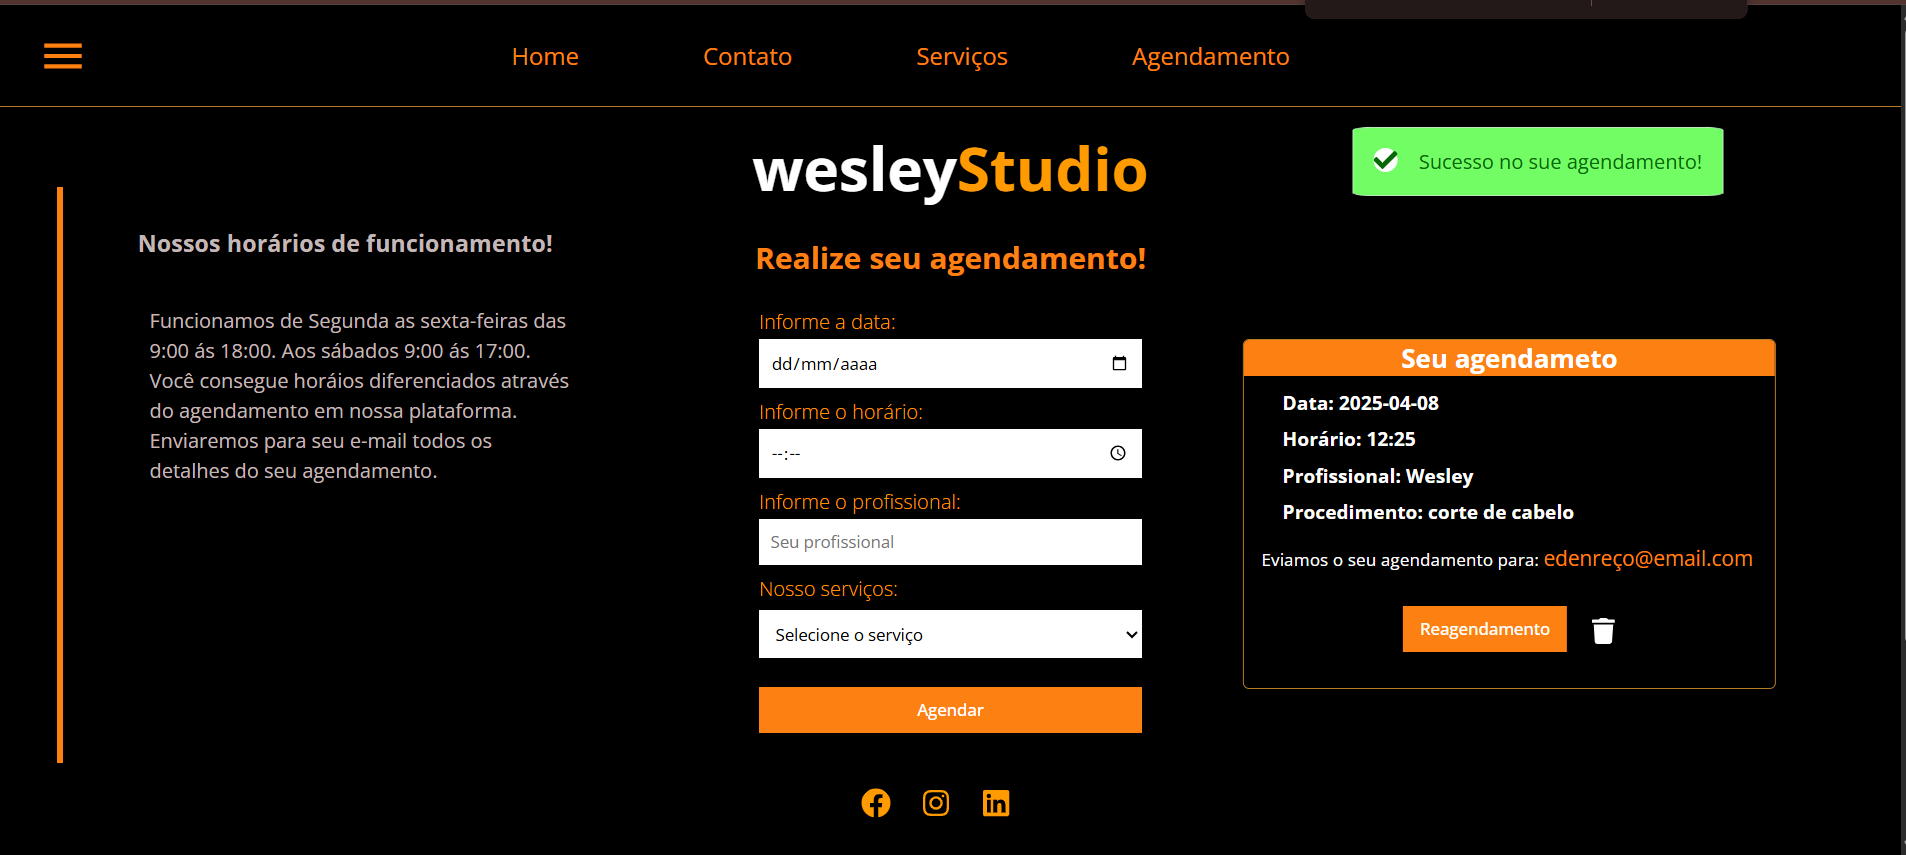 Home Contato Serviços Agendamento
wesleyStudio
Sucesso no sue agendamento!
Nossos horários de funcionamento!
Funcionamos de Segunda as sexta-feiras das
9:00 ás 18:00. Aos sábados 9:00 ás 17:00.
Você consegue horáios diferenciados através
do agendamento em nossa plataforma.
Enviaremos para seu e-mail todos os
detalhes do seu agendamento.
Realize seu agendamento!
Informe a data:
dd/mm/aaaa
Informe o horário:
--:--
Informe o profissional:
Seu profissional
Nosso serviços:
Selecione o serviço
Agendar
Seu agendameto
Data: 2025-04-08
Horário: 12:25
Profissional: Wesley
Procedimento: corte de cabelo
Eviamos o seu agendamento para: edenreço@email.com
Reagendamento